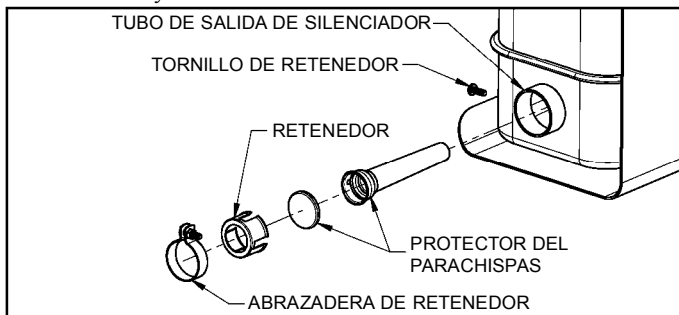 TUBO DE SALIDA DE SILENCIADOR
TORNILLO DE RETENEDOR
RETENEDOR
PROTECTOR DEL
PARACHISPAS
ABRAZADERA DE RETENEDOR